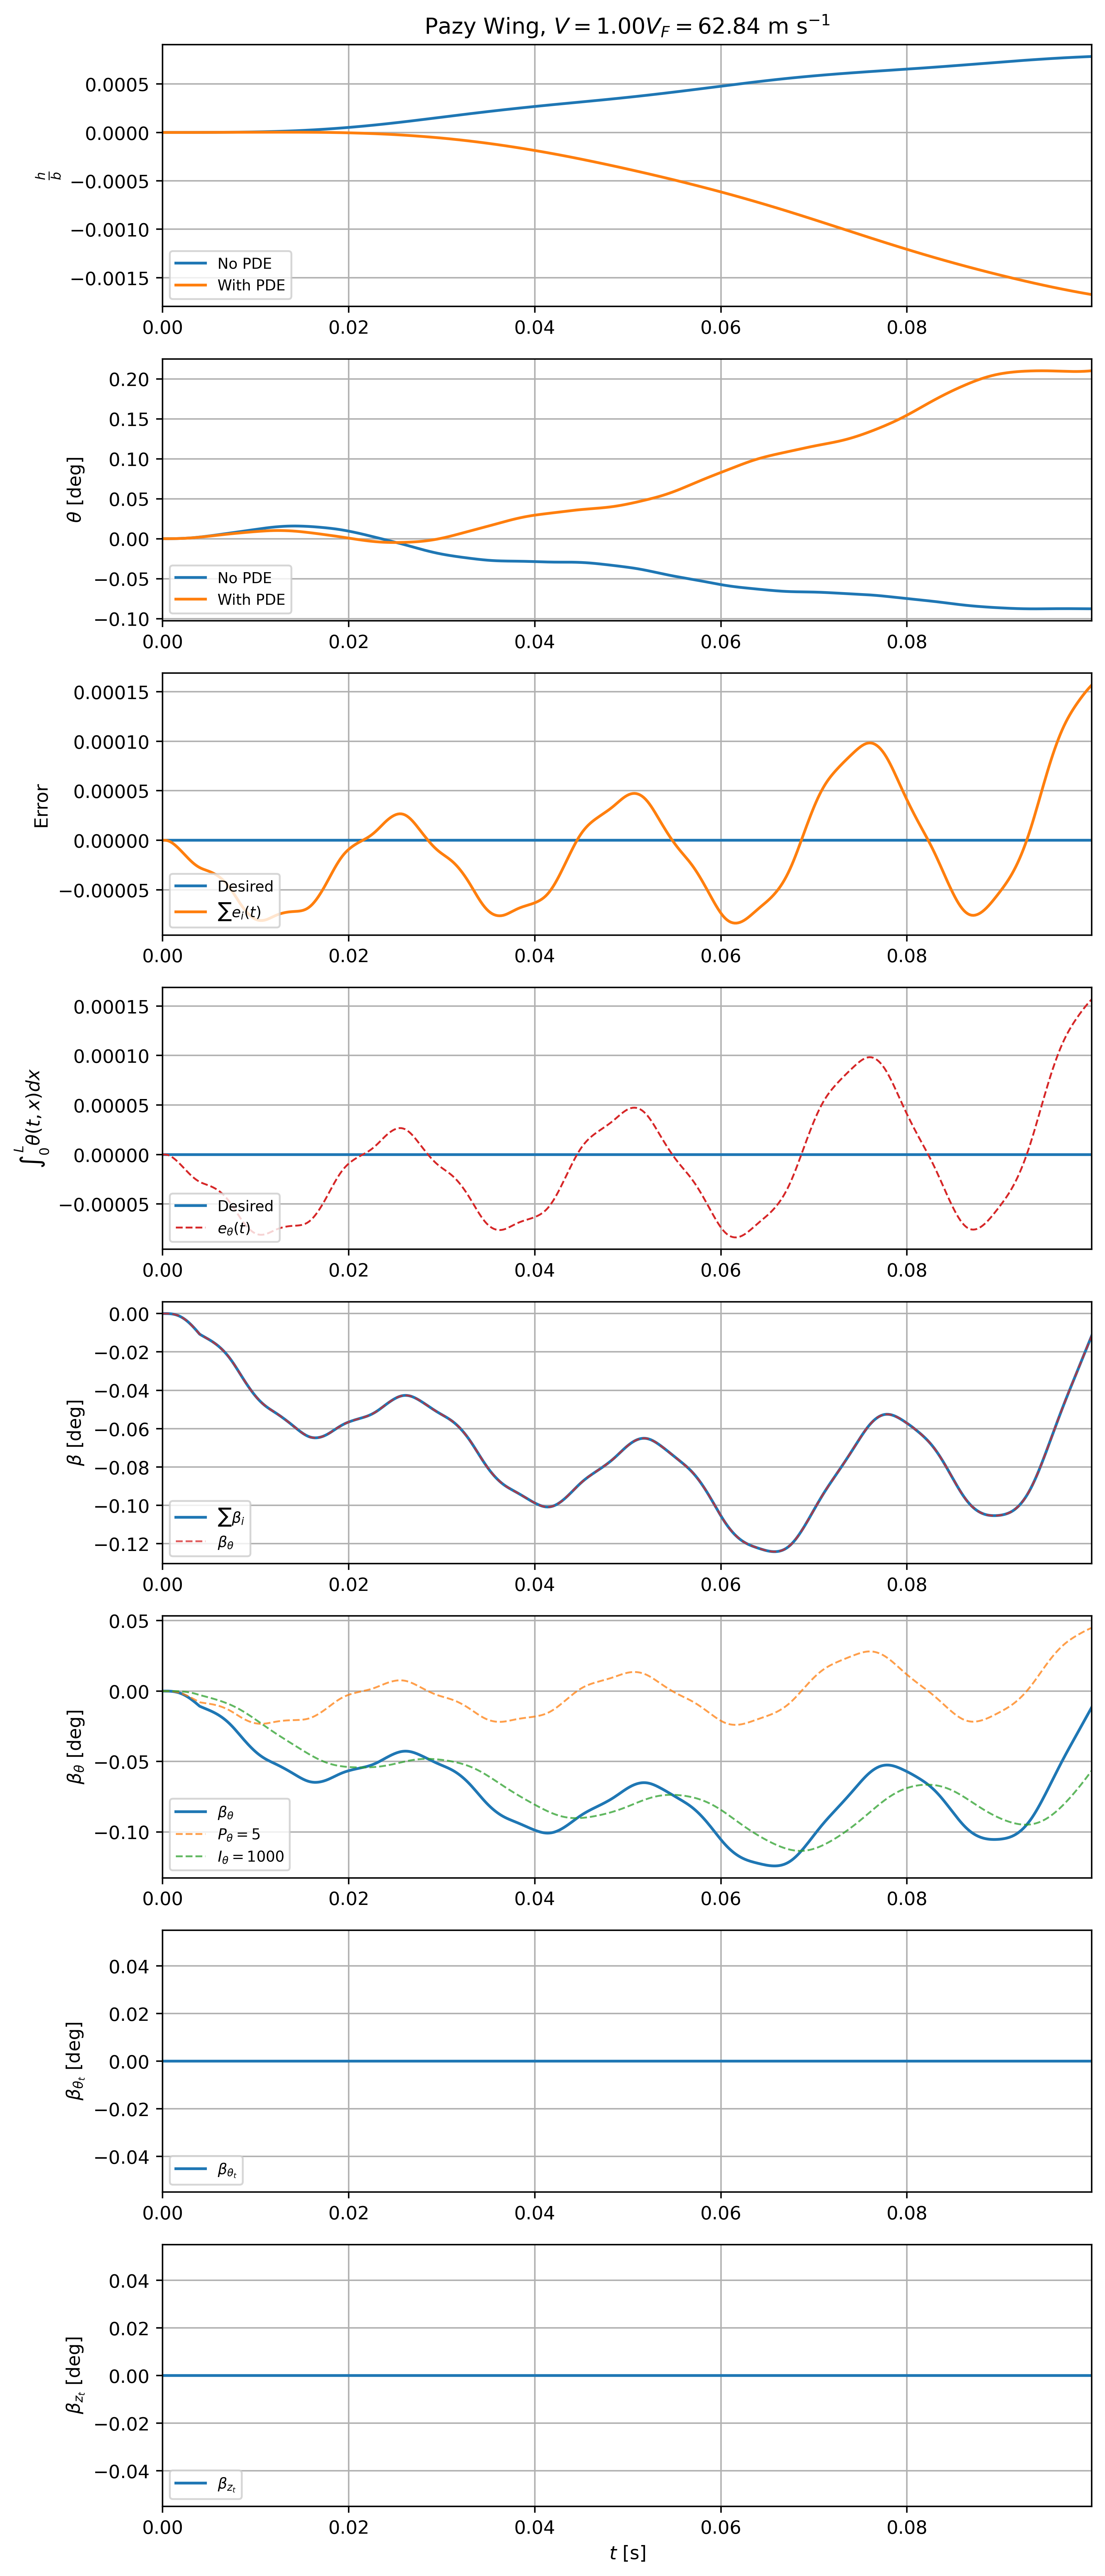 Pazy Wing, V = 1.00V_F = 62.84 m s⁻¹
0.0005
0.0000
−0.0005
−0.0010
−0.0015
h/b
No PDE
With PDE
0.00 0.02 0.04 0.06 0.08
0.20
0.15
0.10
0.05
0.00
−0.05
−0.10
θ [deg]
No PDE
With PDE
0.00 0.02 0.04 0.06 0.08
0.00015
0.00010
0.00005
0.00000
−0.00005
Error
Desired
∑e_i(t)
0.00 0.02 0.04 0.06 0.08
0.00015
0.00010
0.00005
0.00000
−0.00005
∫₀ᴸ θ(t, x)dx
Desired
e_θ(t)
0.00 0.02 0.04 0.06 0.08
0.00
−0.02
−0.04
−0.06
−0.08
−0.10
−0.12
β [deg]
∑β_i
β_θ
0.00 0.02 0.04 0.06 0.08
0.05
0.00
−0.05
−0.10
β_θ [deg]
β_θ
P_θ = 5
I_θ = 1000
0.00 0.02 0.04 0.06 0.08
0.04
0.02
0.00
−0.02
−0.04
β_θ_t [deg]
β_θ_t
0.00 0.02 0.04 0.06 0.08
0.04
0.02
0.00
−0.02
−0.04
β_z_t [deg]
β_z_t
0.00 0.02 0.04 0.06 0.08
t [s]